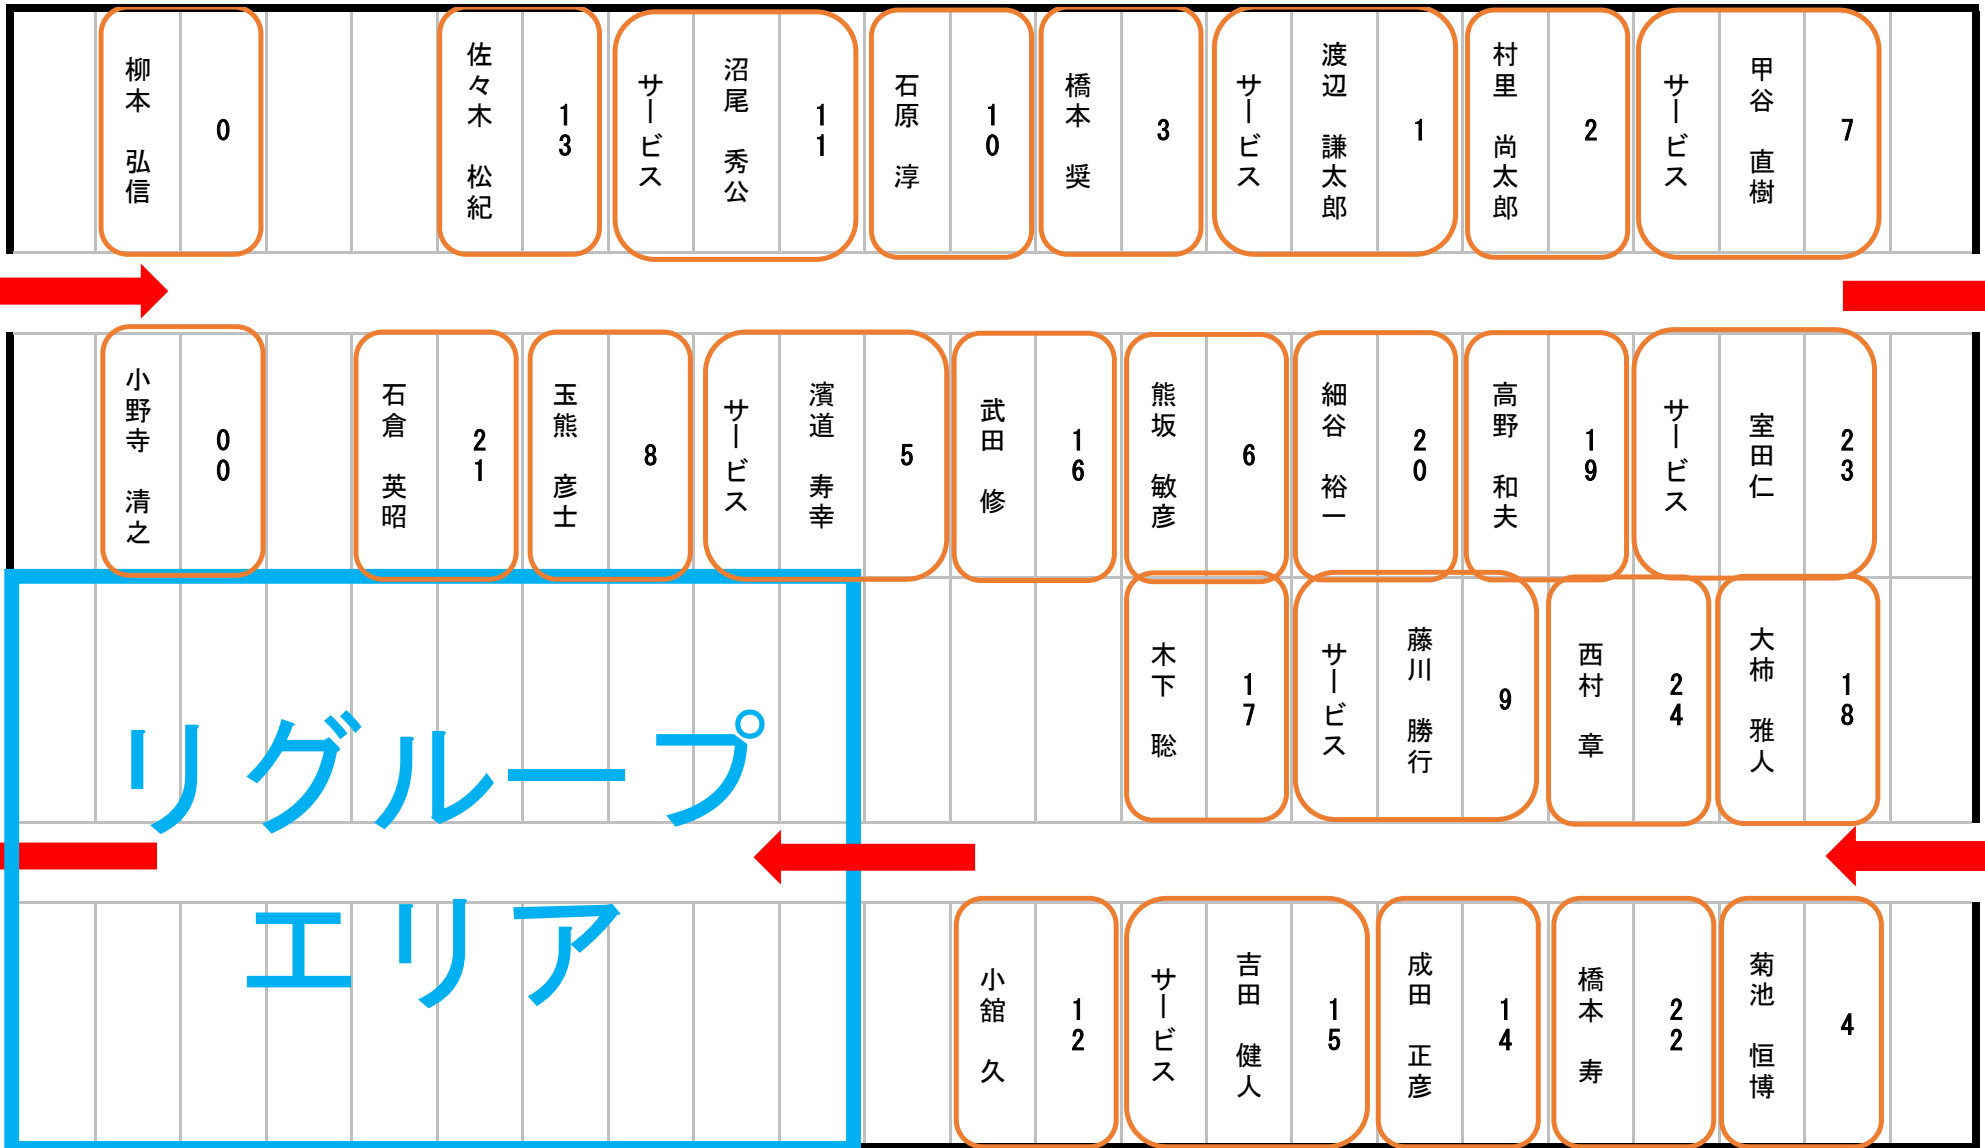 柳本 弘信
0
佐々木 松紀
13
サービス
沼尾 秀公
11
石原 淳
10
橋本 奨
3
サービス
渡辺 謙太郎
1
村里 尚太郎
2
サービス
甲谷 直樹
7
小野寺 清之
00
石倉 英昭
21
玉熊 彦士
8
サービス
濱道 寿幸
5
武田 修
16
熊坂 敏彦
6
細谷 裕一
20
高野 和夫
19
サービス
室田仁
23
木下 聡
17
サービス
藤川 勝行
9
西村 章
24
大柿 雅人
18
リグループ
エリア
小舘 久
12
サービス
吉田 健人
15
成田 正彦
14
橋本 寿
22
菊池 恒博
4